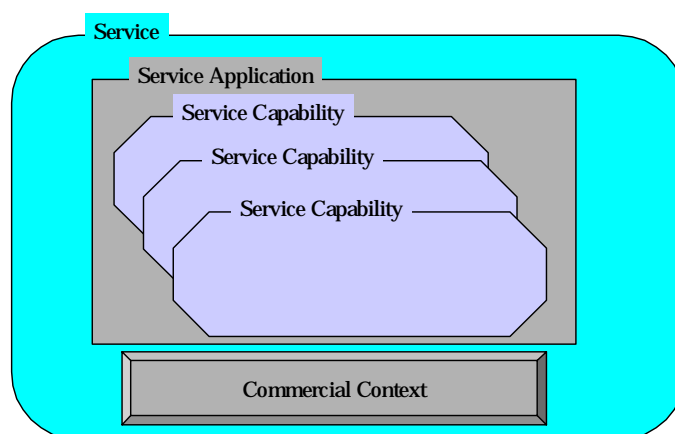 Service
Service Application
Service Capability
Service Capability
Service Capability
Commercial Context